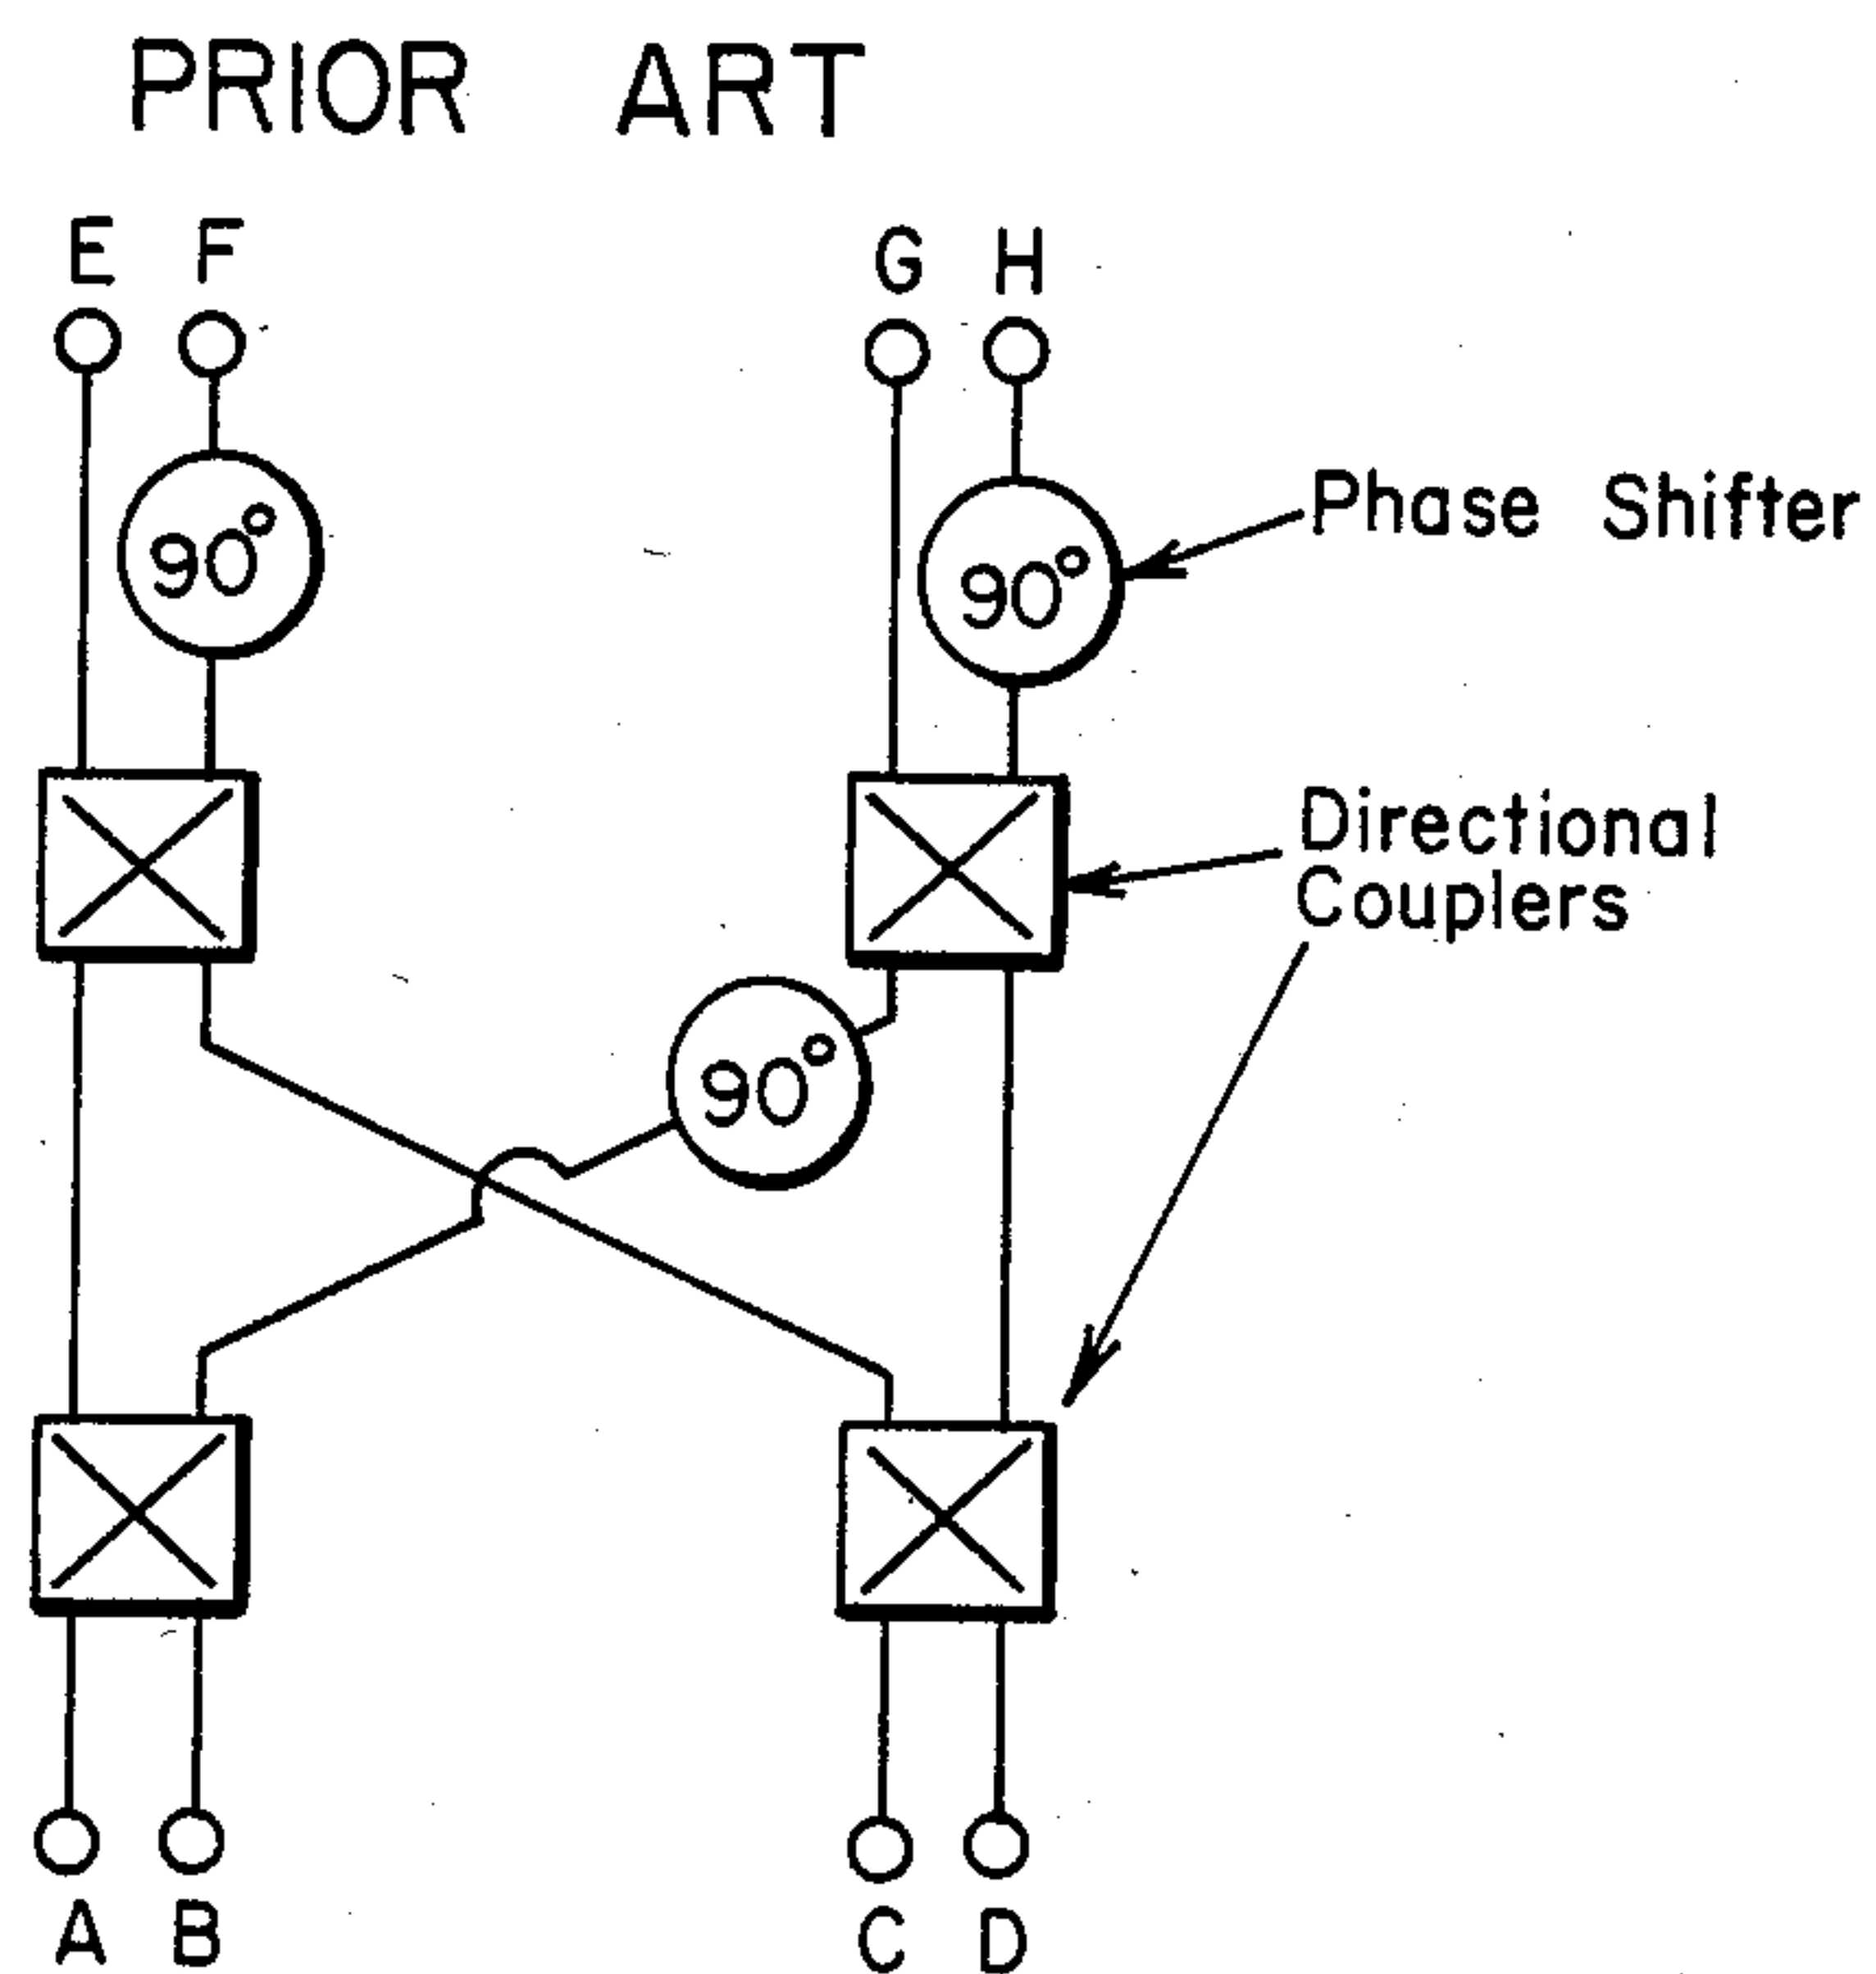 PRIOR ART
E F G H
90°
90°
Phase Shifter
Directional
Couplers
90°
A B C D